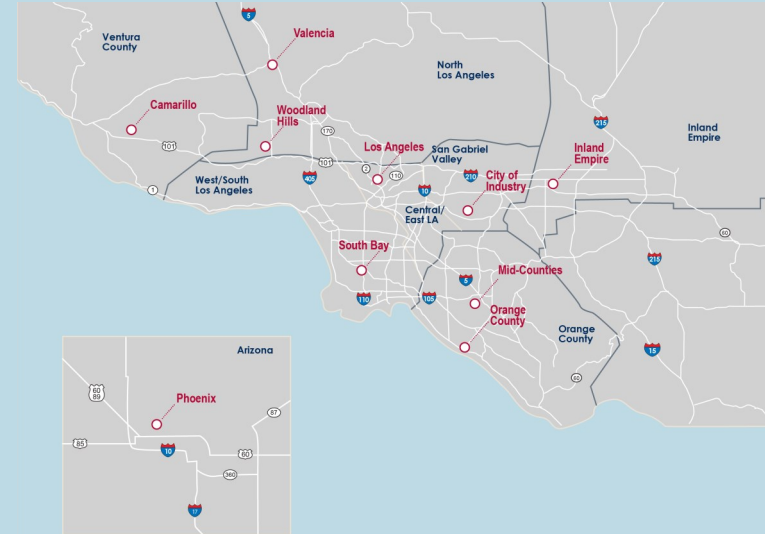 5
Valencia
Ventura
County
North
Los Angeles
Camarillo
Woodland
Hills
215
Inland
Empire
170
101
Los Angeles
San Gabriel
Valley
Inland
Empire
101
2
110
210
City of
Industry
405
West/South
Los Angeles
1
10
Central/
East LA
60
South Bay
215
Mid-Counties
5
110
105
Orange
County
Orange
County
15
Arizona
60
60
89
Phoenix
87
85
10
60
360
17